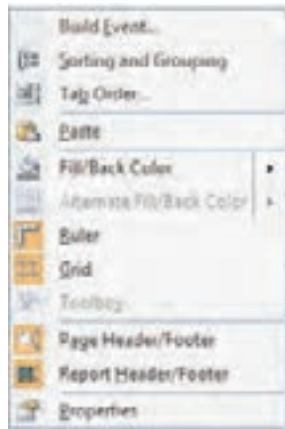 Build Event...
Sorting and Grouping
Tab Order...
Paste
Fill/Back Color
Alternate Fill/Back Color
Ruler
Grid
Toolbox
Page Header/Footer
Report Header/Footer
Properties